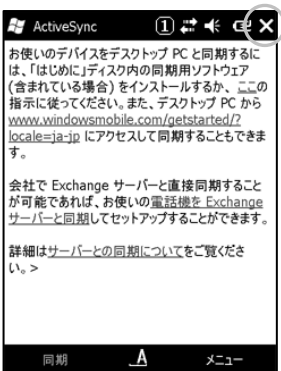 ActiveSync 1
お使いのデバイスをデスクトップ PC と同期するに
は、「はじめに」ディスク内の同期用ソフトウェア
(含まれている場合) をインストールするか、ここの
指示に従ってください。また、デスクトップ PC から
www.windowsmobile.com/getstarted/?
locale=ja-jp にアクセスして同期することもできま
す。
会社で Exchange サーバーと直接同期すること
が可能であれば、お使いの電話機を Exchange
サーバーと同期してセットアップすることができます。
詳細はサーバーとの同期についてをご覧くださ
い。>
同期 A メニュー